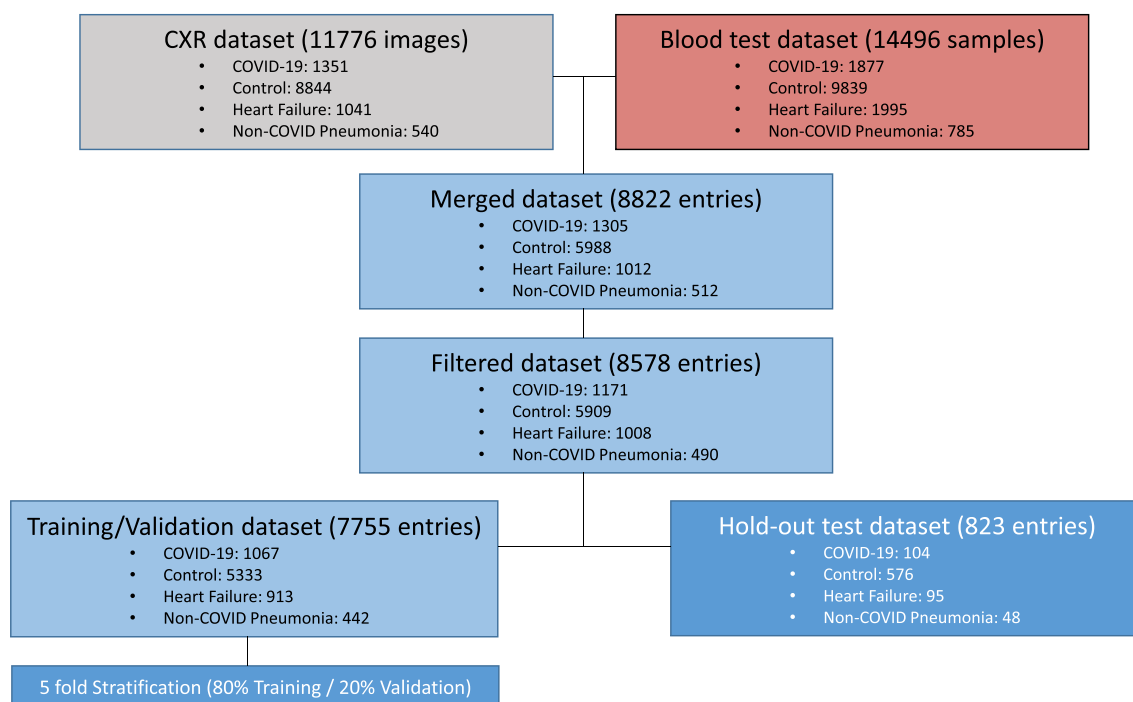 CXR dataset (11776 images)
• COVID-19: 1351
• Control: 8844
• Heart Failure: 1041
• Non-COVID Pneumonia: 540
Blood test dataset (14496 samples)
• COVID-19: 1877
• Control: 9839
• Heart Failure: 1995
• Non-COVID Pneumonia: 785
Merged dataset (8822 entries)
• COVID-19: 1305
• Control: 5988
• Heart Failure: 1012
• Non-COVID Pneumonia: 512
Filtered dataset (8578 entries)
• COVID-19: 1171
• Control: 5909
• Heart Failure: 1008
• Non-COVID Pneumonia: 490
Training/Validation dataset (7755 entries)
• COVID-19: 1067
• Control: 5333
• Heart Failure: 913
• Non-COVID Pneumonia: 442
Hold-out test dataset (823 entries)
• COVID-19: 104
• Control: 576
• Heart Failure: 95
• Non-COVID Pneumonia: 48
5 fold Stratification (80% Training / 20% Validation)